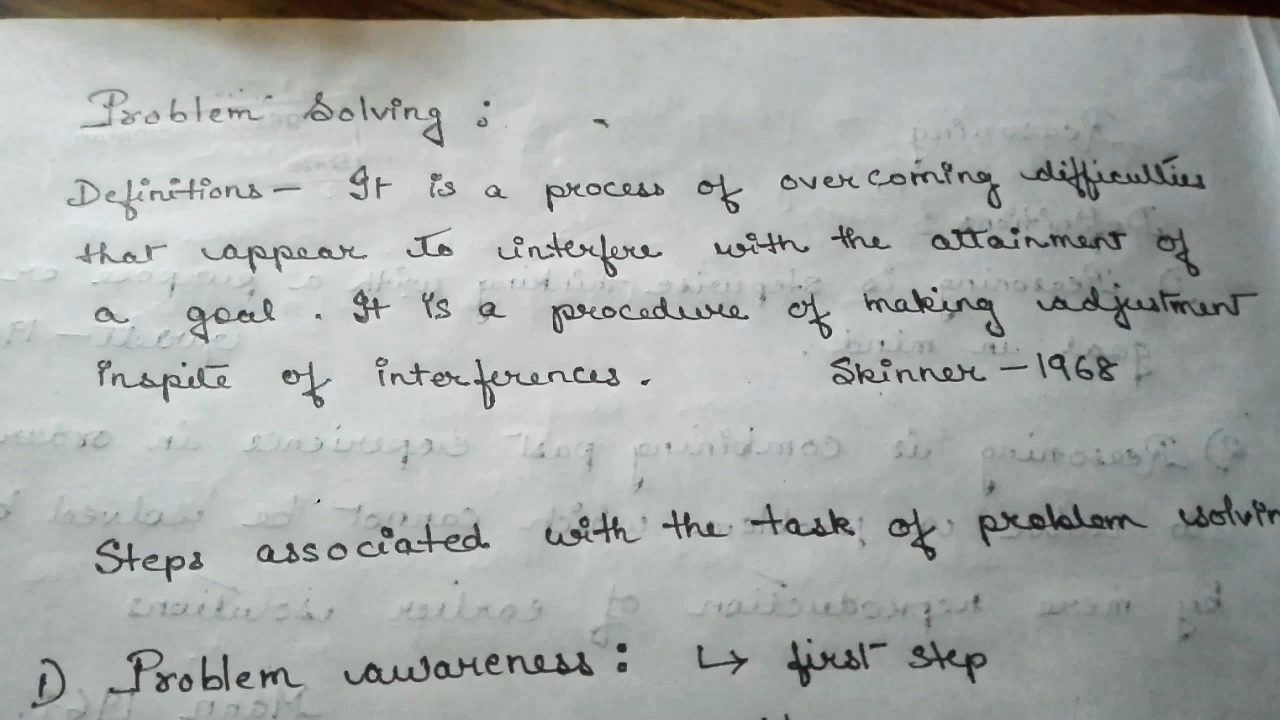 Problem Solving :
Definitions - It is a process of overcoming difficulties
that appear to interfere with the attainment of
a goal. It is a procedure of making adjustment
inspite of interferences. Skinner - 1968
Steps associated with the task of problem solvin
1) Problem awareness : ↳ first step